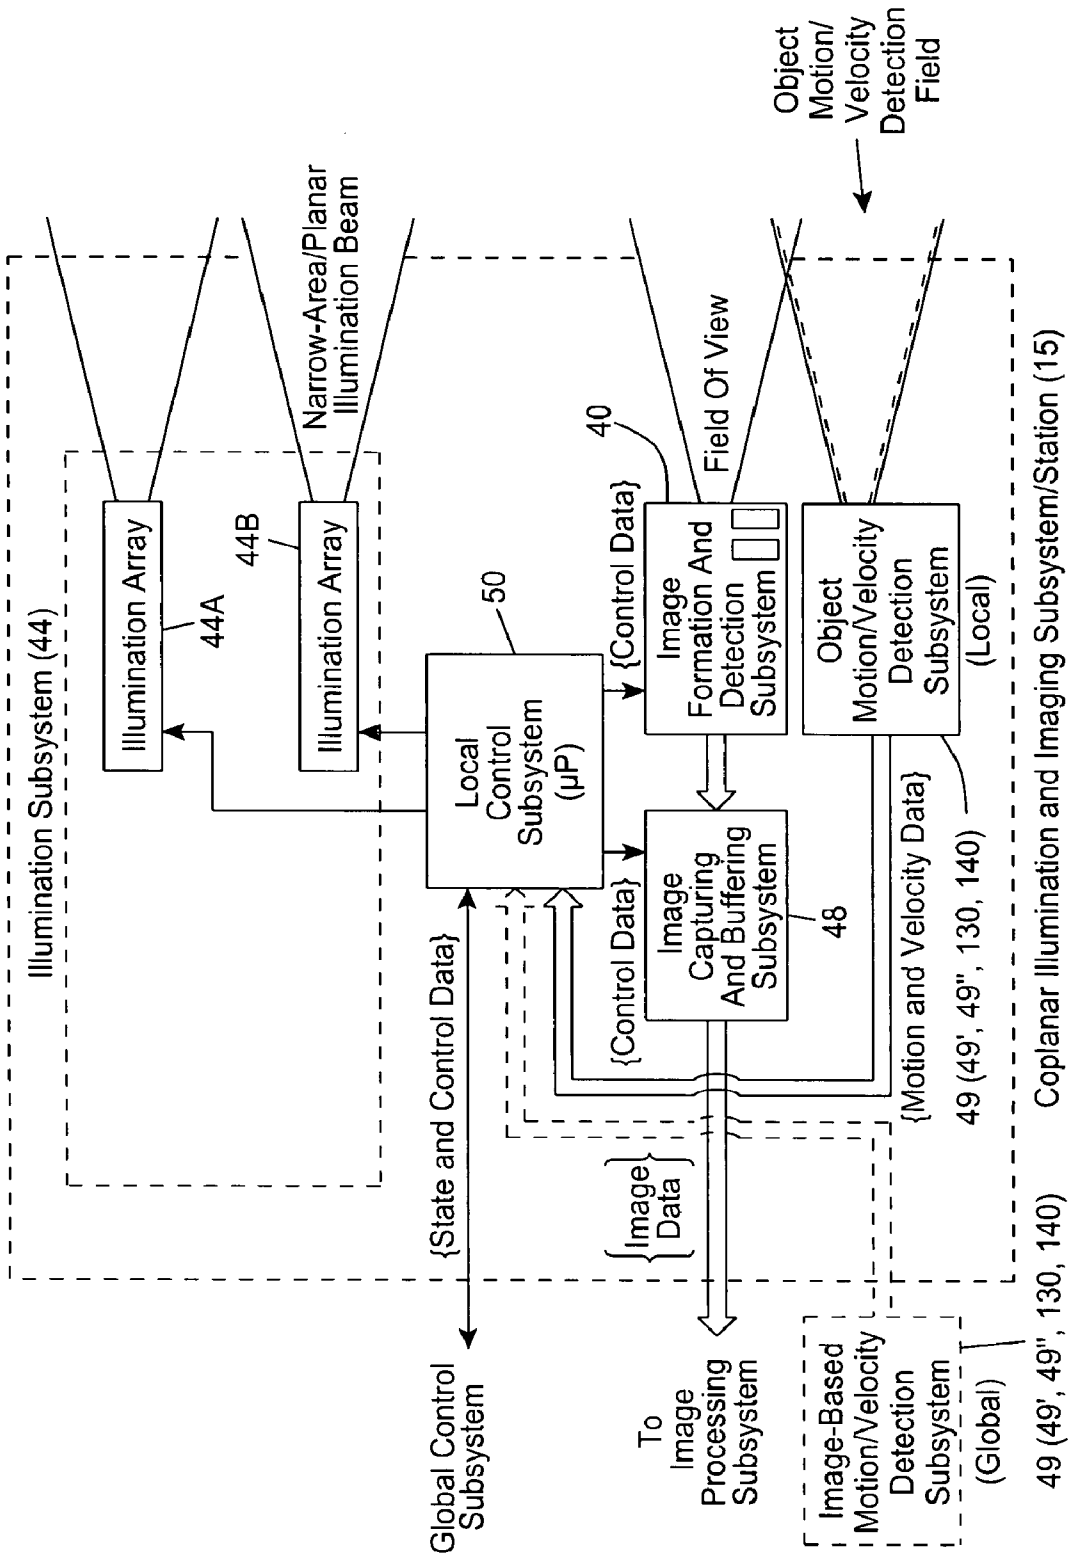 Illumination Subsystem (44)
Illumination Array
44A
Illumination Array
44B
Narrow-Area/Planar
Illumination Beam
Global Control
Subsystem
{State and Control Data}
Local
Control
Subsystem
(μP)
50
{Control Data}
{Control Data}
To
Image
Processing
Subsystem
{Image
Data}
Image
Capturing
And Buffering
Subsystem
48
Image
Formation And
Detection
Subsystem
40
Field Of View
Object
Motion/
Velocity
Detection
Field
Image-Based
Motion/Velocity
Detection
Subsystem
(Global)
49 (49', 49", 130, 140)
{Motion and Velocity Data}
Object
Motion/Velocity
Detection
Subsystem
(Local)
49 (49', 49", 130, 140)
Coplanar Illumination and Imaging Subsystem/Station (15)